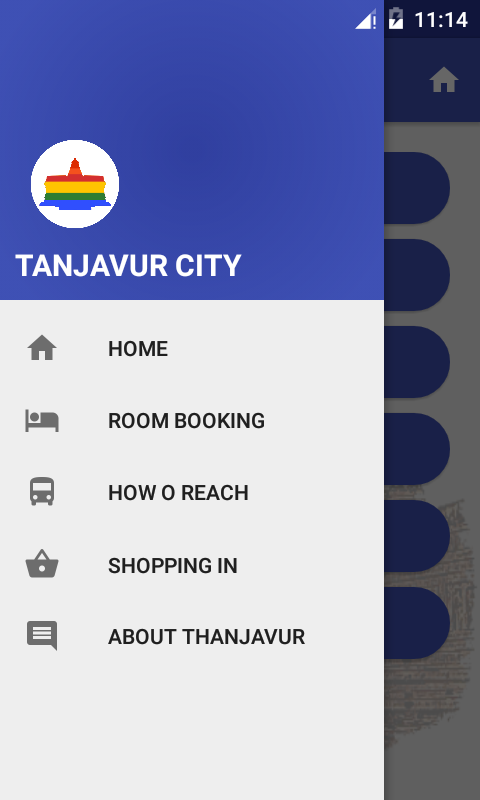 11:14
TANJAVUR CITY
HOME
ROOM BOOKING
HOW O REACH
SHOPPING IN
ABOUT THANJAVUR